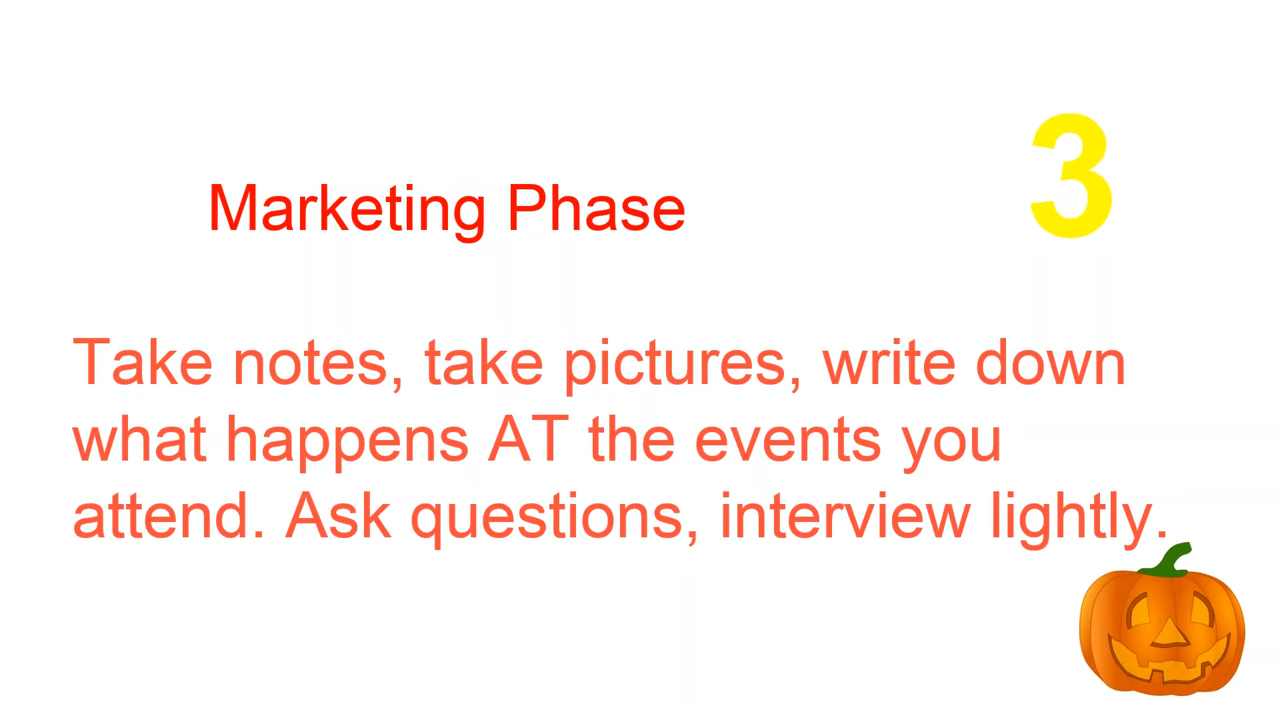 Marketing Phase
3
Take notes, take pictures, write down
what happens AT the events you
attend. Ask questions, interview lightly.